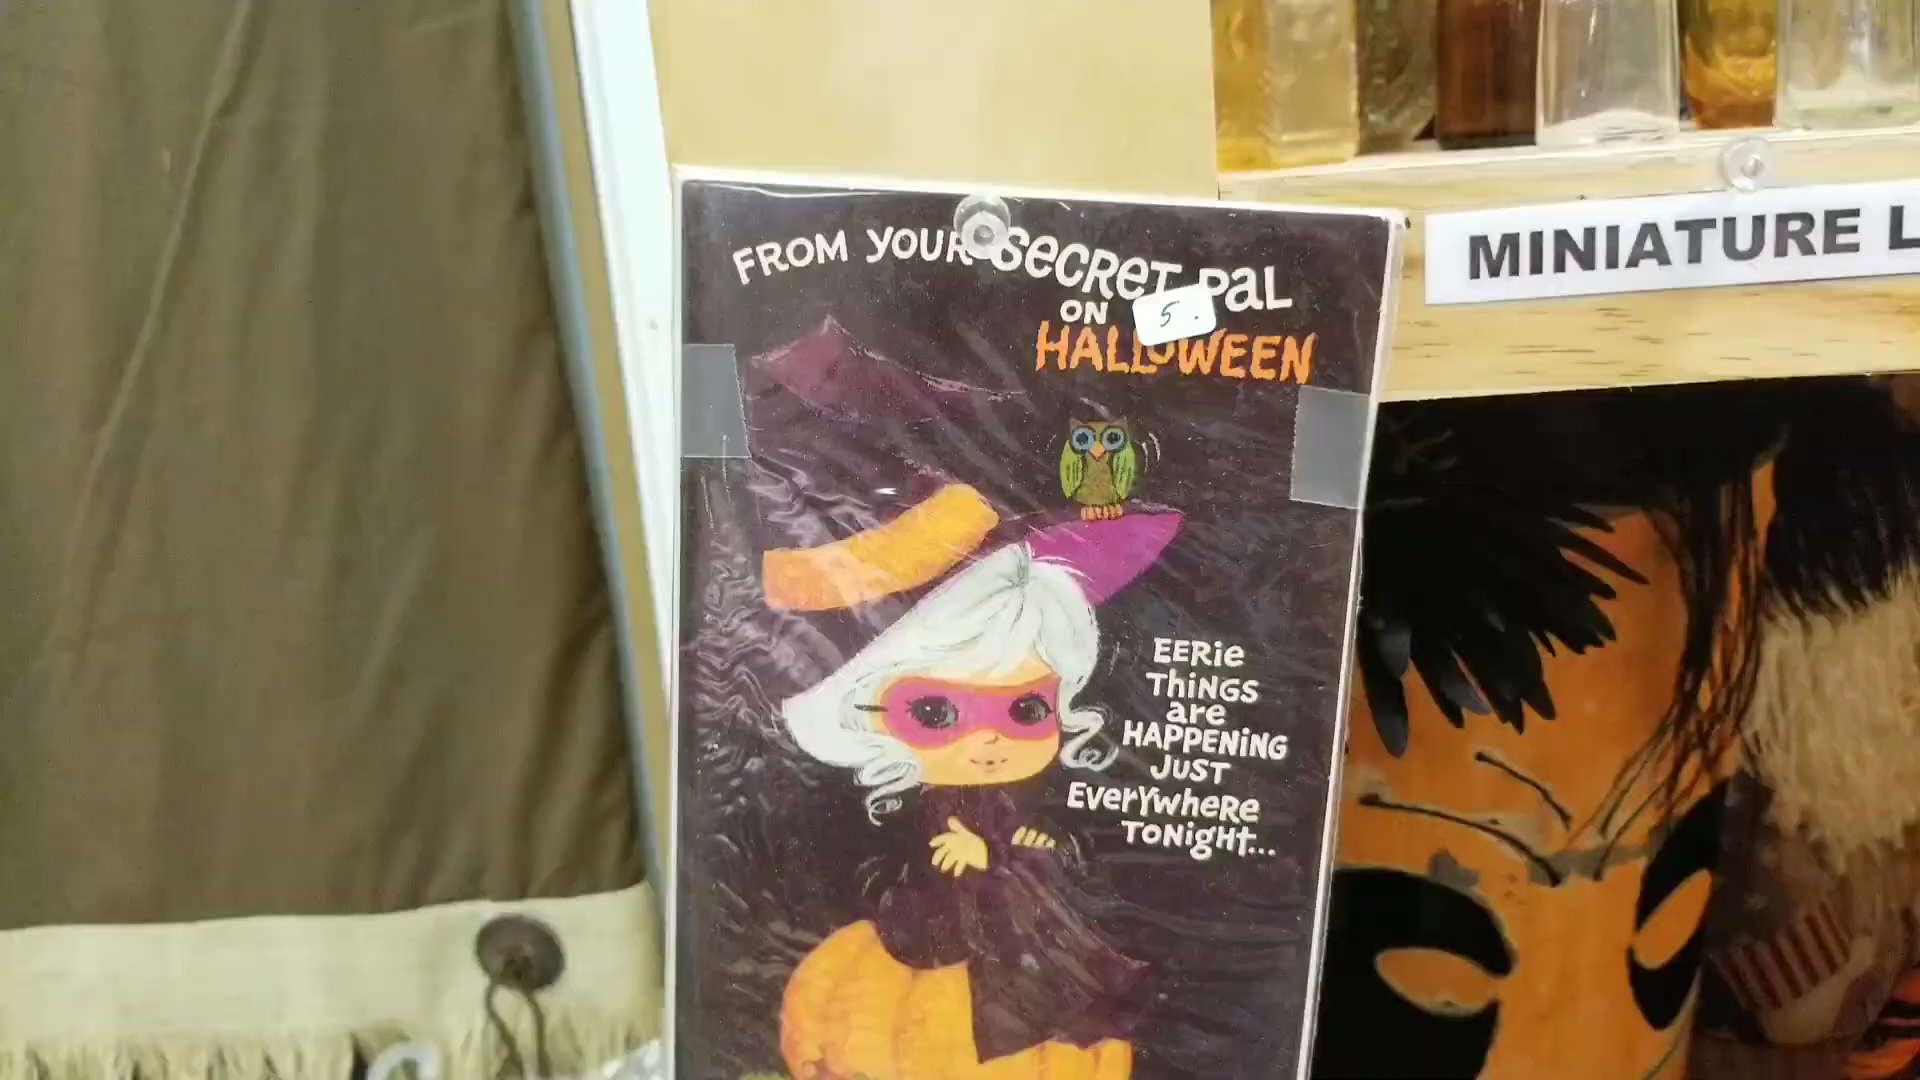 FROM YOUR SECRET PAL
ON
HALLOWEEN
5.
EERIE
THINGS
ARE
HAPPENING
JUST
EVERYWHERE
TONIGHT...
MINIATURE L